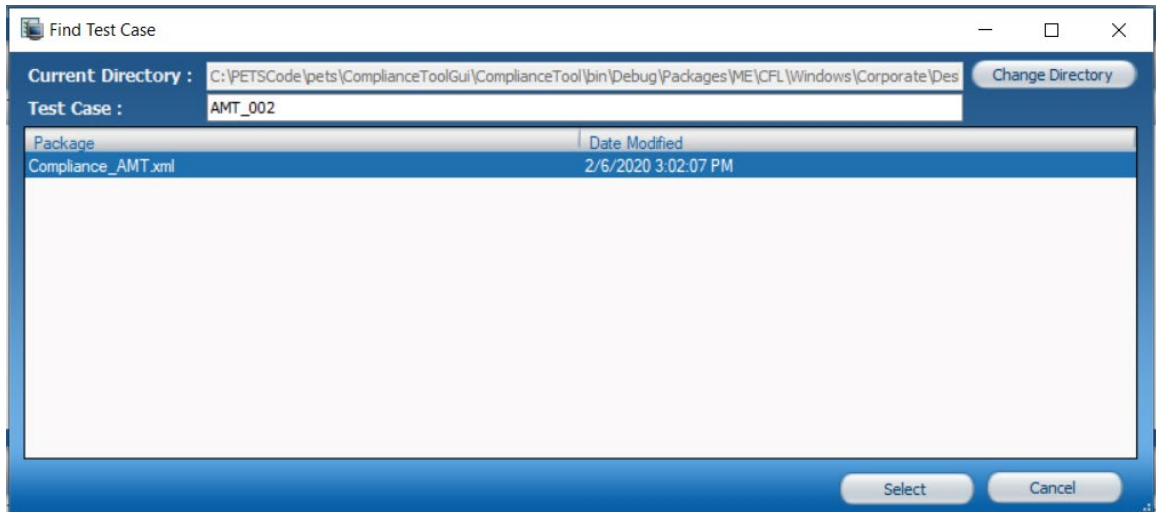 Find Test Case
Current Directory : C:\PETSCode\pets\ComplianceToolGui\ComplianceTool\bin\Debug\Packages\ME\CFL\Windows\Corporate\Des Change Directory
Test Case : AMT_002
Package Date Modified
Compliance_AMT.xml 2/6/2020 3:02:07 PM
Select Cancel